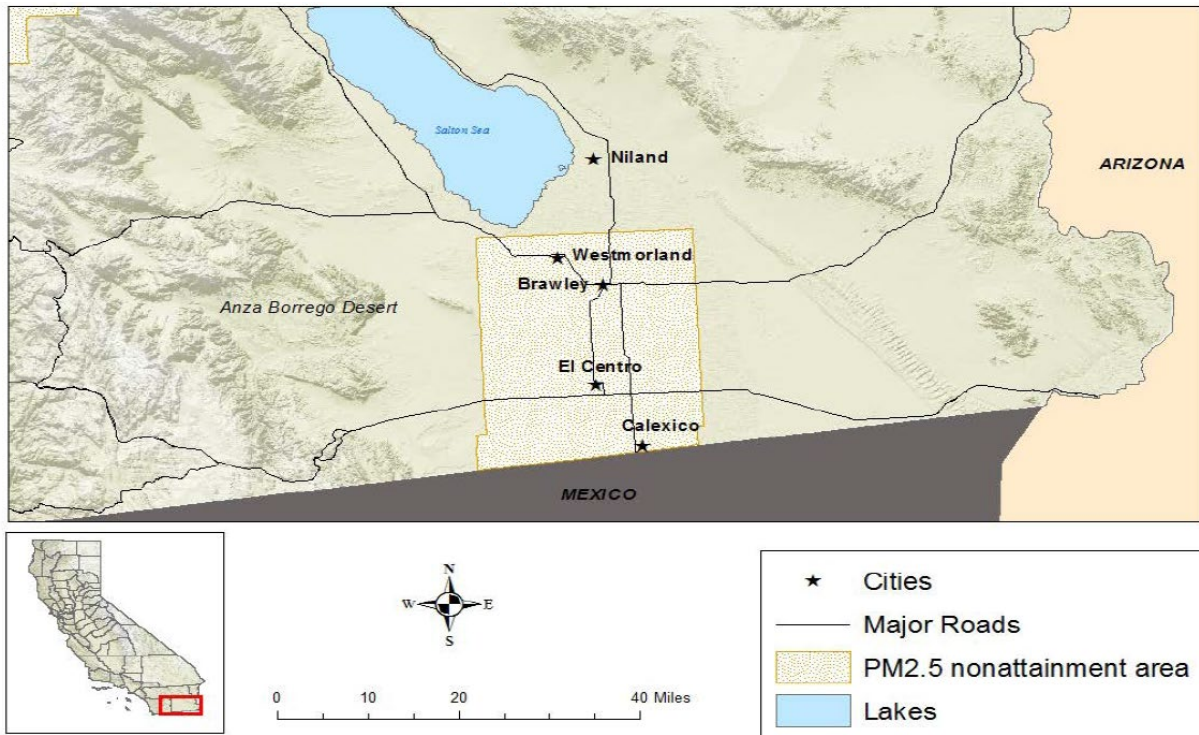 Salton Sea
Niland
ARIZONA
Westmorland
Brawley
Anza Borrego Desert
El Centro
Calexico
MEXICO
N
W E
S
0 10 20 40 Miles
Cities
Major Roads
PM2.5 nonattainment area
Lakes